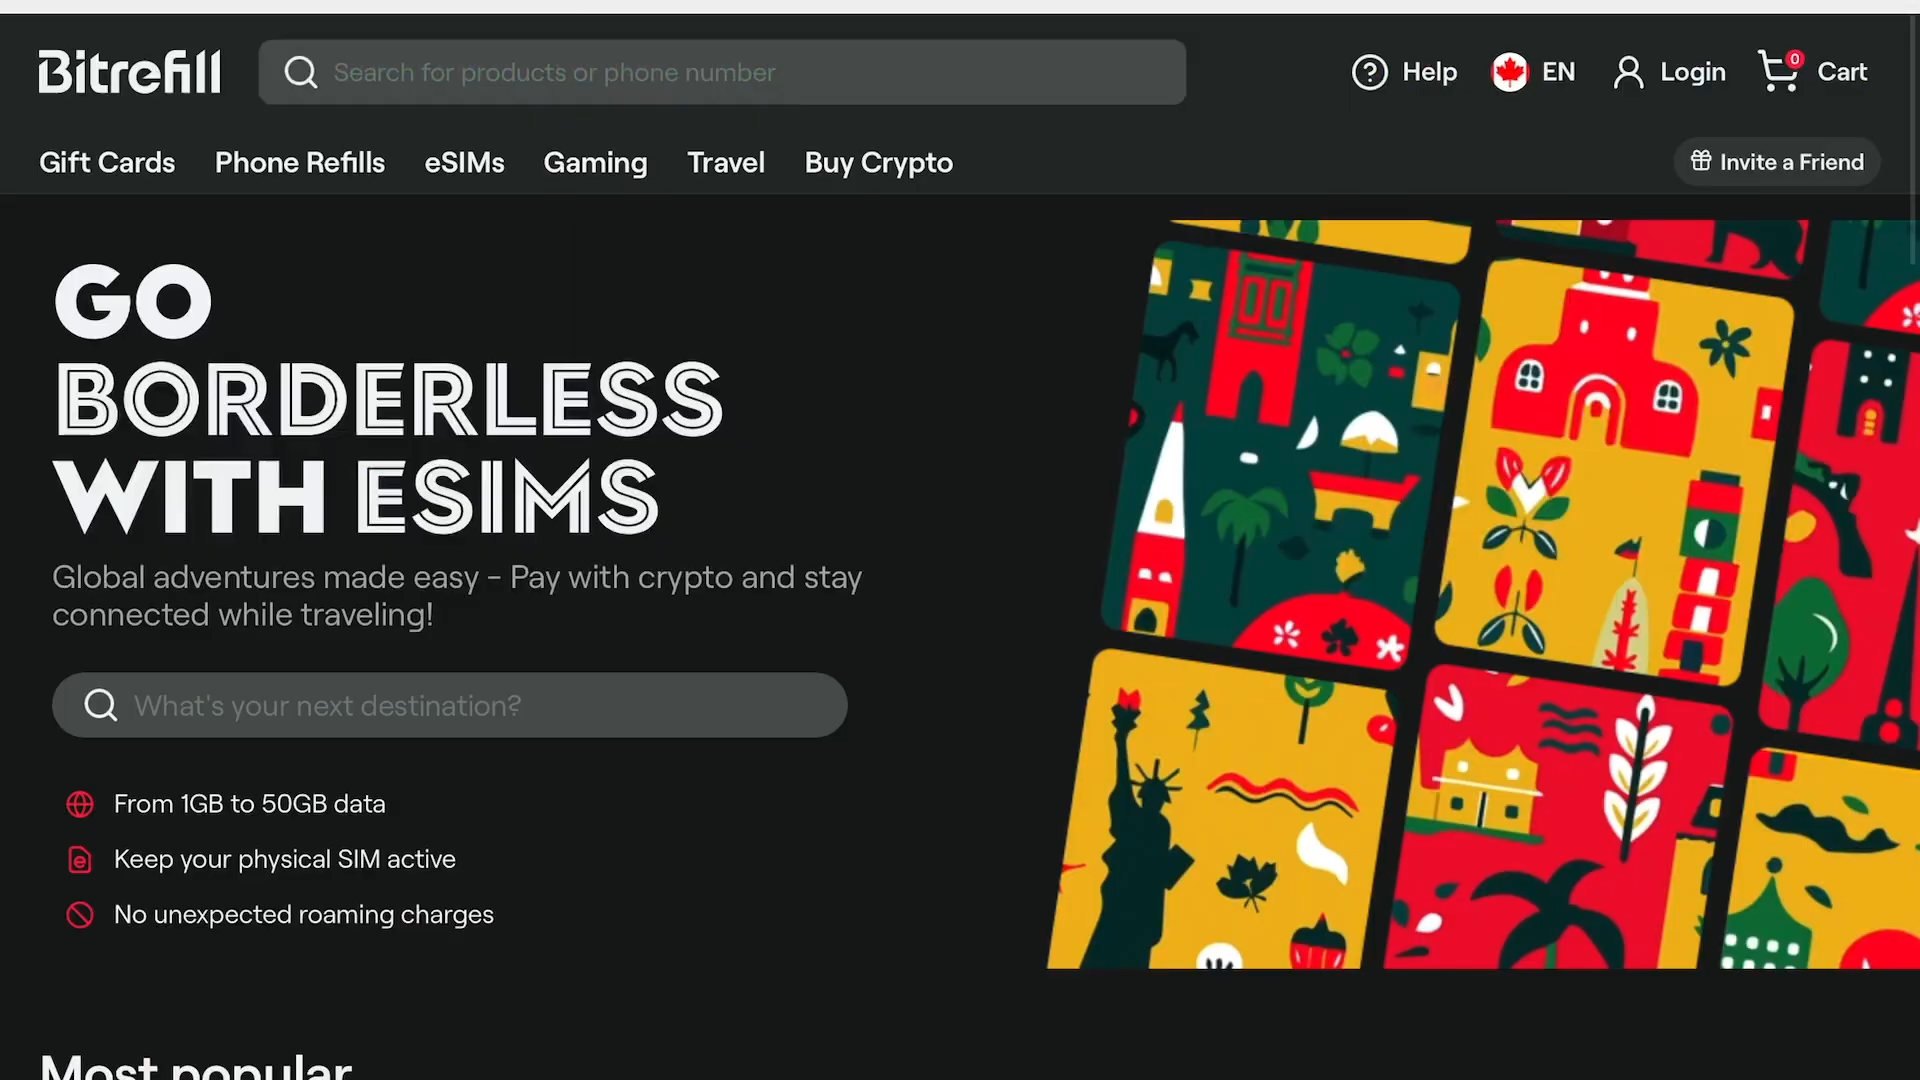 Bitrefill
Search for products or phone number
Help
EN
Login
0
Cart
Gift Cards
Phone Refills
eSIMs
Gaming
Travel
Buy Crypto
Invite a Friend
GO
BORDERLESS
WITH ESIMS
Global adventures made easy - Pay with crypto and stay
connected while traveling!
What's your next destination?
From 1GB to 50GB data
Keep your physical SIM active
No unexpected roaming charges
Most popular